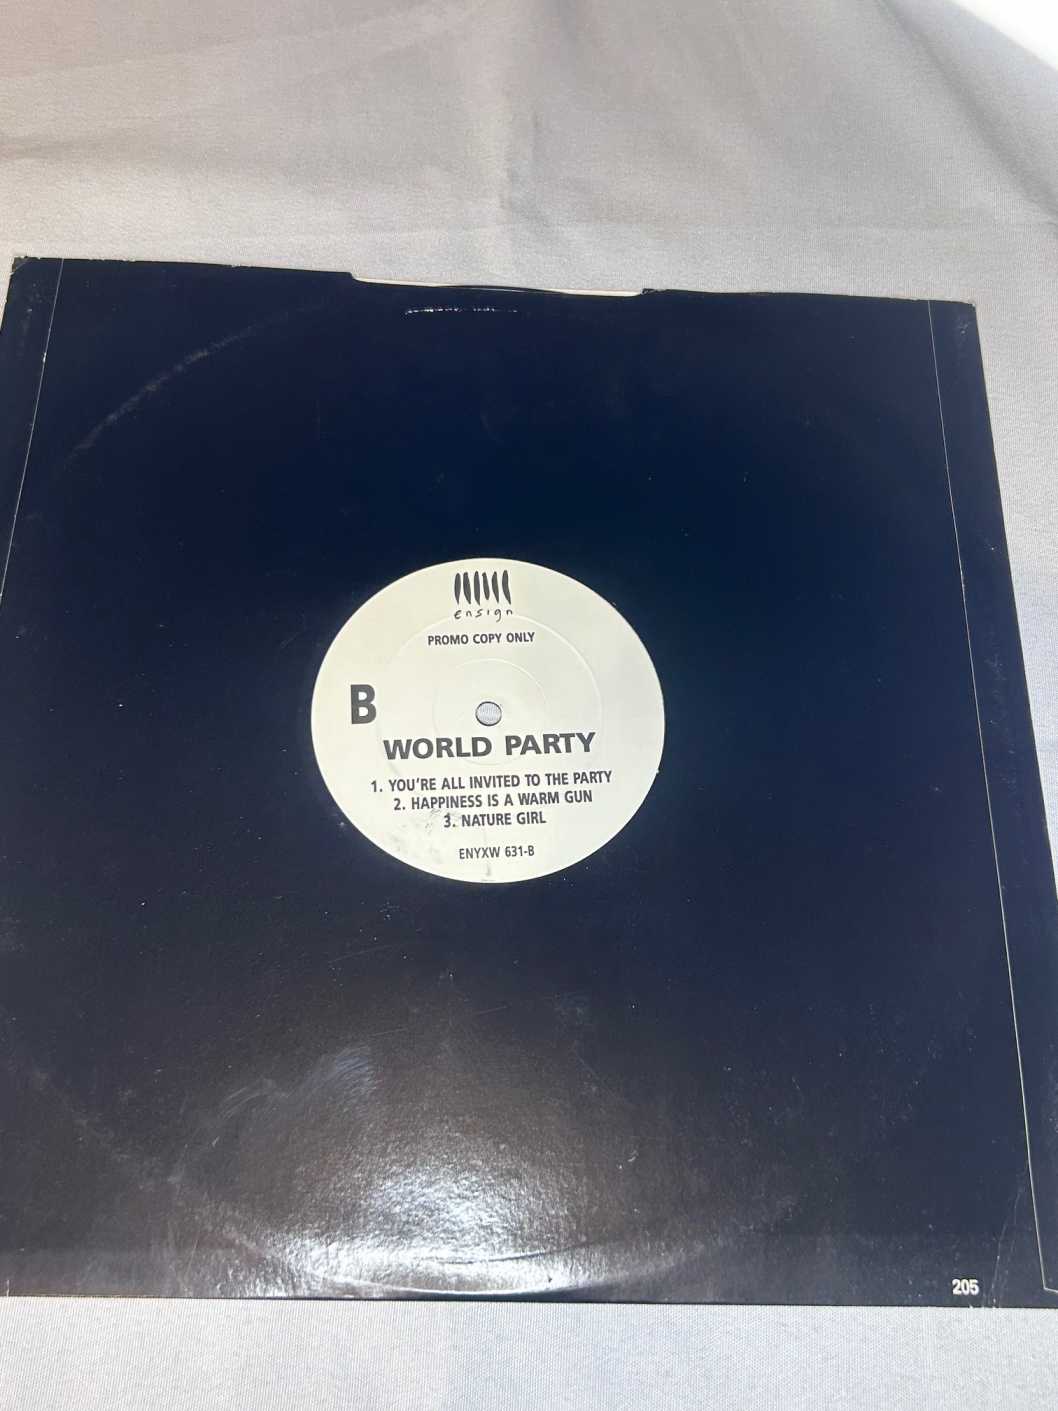 ensign
PROMO COPY ONLY
B
WORLD PARTY
1. YOU'RE ALL INVITED TO THE PARTY
2. HAPPINESS IS A WARM GUN
3. NATURE GIRL
ENYXW 631-B
205